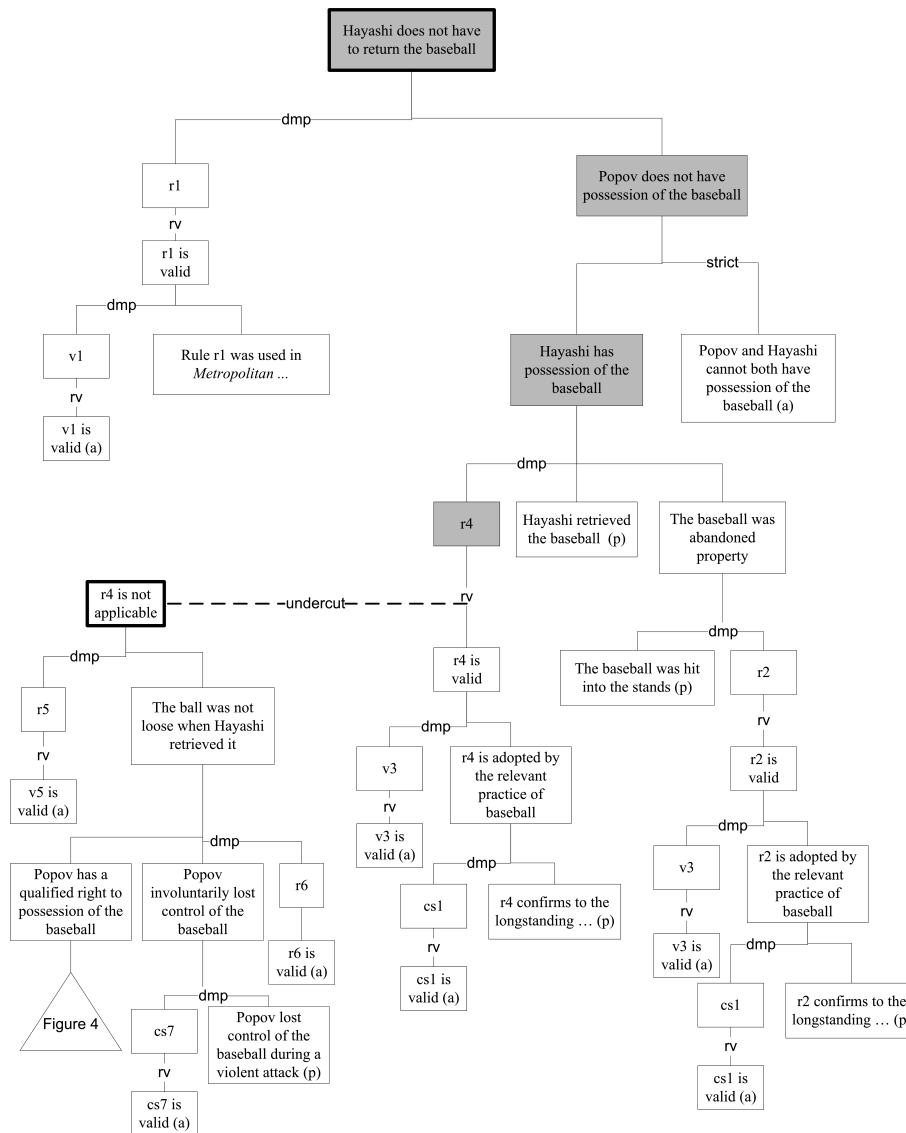 Hayashi does not have
to return the baseball
dmp
r1
Popov does not have
possession of the baseball
rv
r1 is
valid
strict
dmp
v1
Rule r1 was used in
Metropolitan ...
Hayashi has
possession of the
baseball
Popov and Hayashi
cannot both have
possession of the
baseball (a)
rv
v1 is
valid (a)
dmp
r4
Hayashi retrieved
the baseball (p)
The baseball was
abandoned
property
r4 is not
applicable
undercut
rv
dmp
dmp
r4 is
valid
The baseball was hit
into the stands (p)
r2
r5
The ball was not
loose when Hayashi
retrieved it
rv
rv
dmp
r2 is
valid
v5 is
valid (a)
v3
r4 is adopted by
the relevant
practice of
baseball
rv
v3 is
valid (a)
dmp
dmp
v3
r2 is adopted by
the relevant
practice of
baseball
Popov has a
qualified right to
possession of the
baseball
Popov
involuntarily lost
control of the
baseball
r6
dmp
cs1
r4 confirms to the
longstanding … (p)
rv
r6 is
valid (a)
rv
cs1 is
valid (a)
v3 is
valid (a)
dmp
Figure 4
dmp
cs7
Popov lost
control of the
baseball during a
violent attack (p)
cs1
r2 confirms to the
longstanding … (p
rv
cs7 is
valid (a)
rv
cs1 is
valid (a)